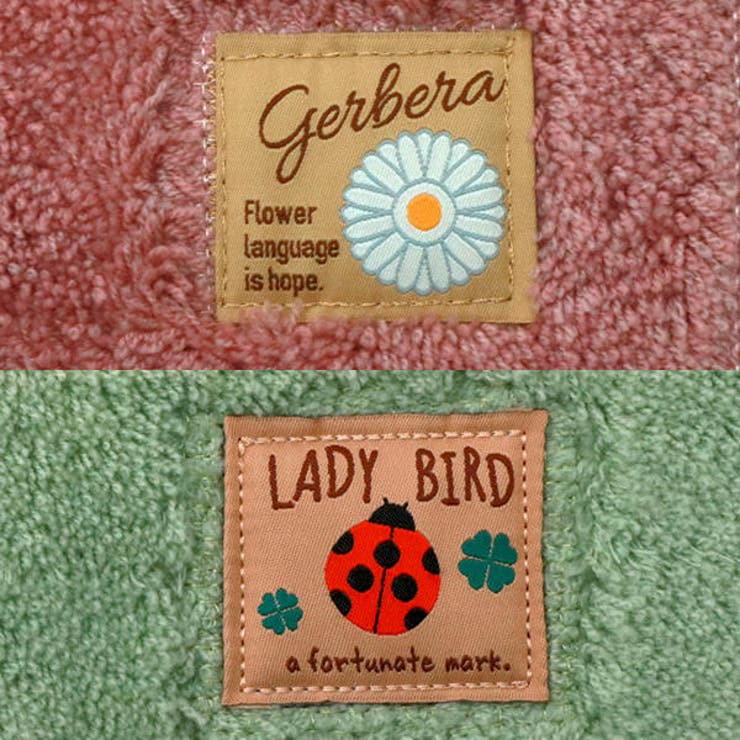 Gerbera
Flower
language
is hope.
LADY BIRD
a fortunate mark.